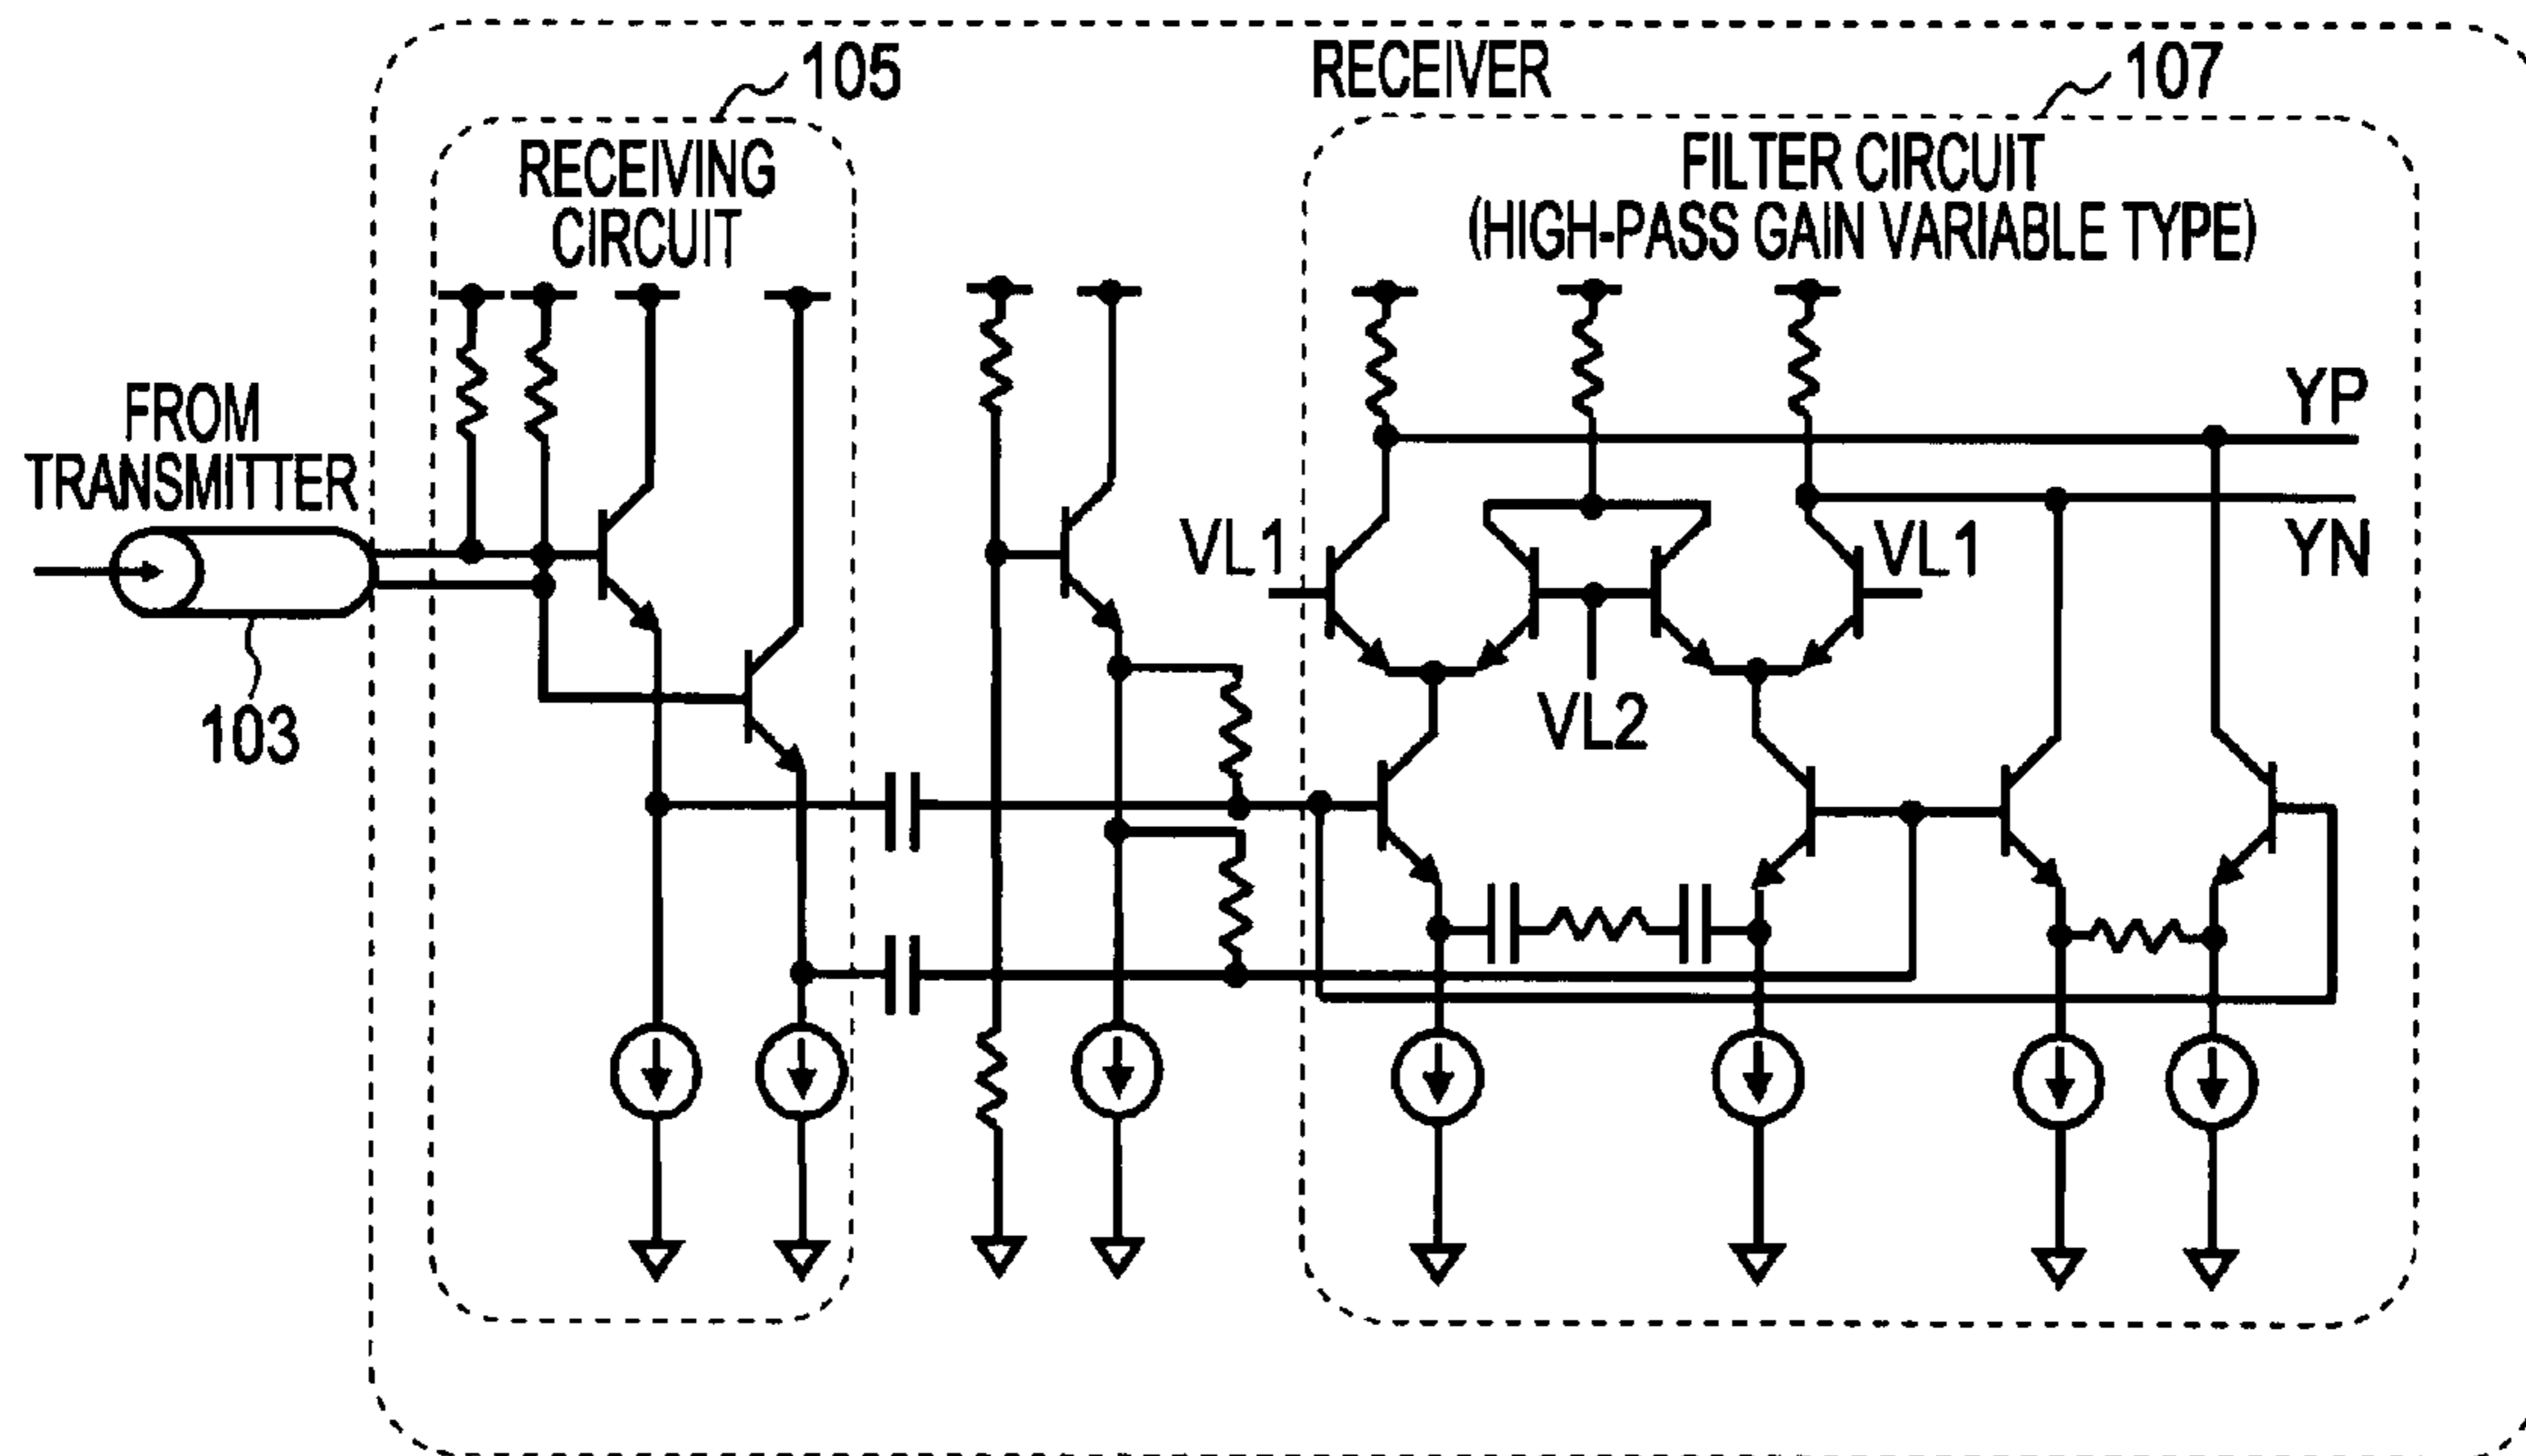 RECEIVER
105
107
RECEIVING
CIRCUIT
FILTER CIRCUIT
(HIGH-PASS GAIN VARIABLE TYPE)
FROM
TRANSMITTER
103
YP
YN
VL1
VL1
VL2